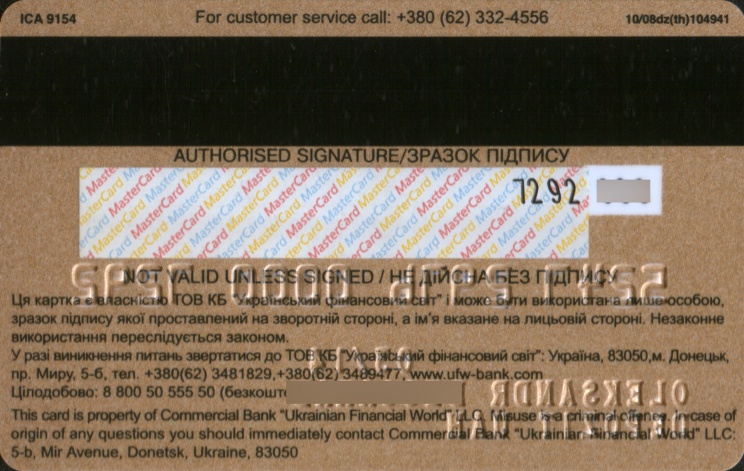 ICA 9154 For customer service call: +380 (62) 332-4556 10/08dz(th)104941
AUTHORISED SIGNATURE/ЗРАЗОК ПІДПИСУ
MasterCard
7292
NOT VALID UNLESS SIGNED / НЕ ДІЙСНА БЕЗ ПІДПИСУ
Ця картка є власністю ТОВ КБ "Український фінансовий світ" і може бути використана лише особою,
зразок підпису якої проставлений на зворотній стороні, а ім'я вказане на лицьовій стороні. Незаконне
використання переслідується законом.
У разі виникнення питань звертатися до ТОВ КБ "Український фінансовий світ": Україна, 83050,м. Донецьк,
пр. Миру, 5-б, тел. +380(62) 3481829,+380(62) 3489477, www.ufw-bank.com
Цілодобово: 8 800 50 555 50 (безкошто
This card is property of Commercial Bank "Ukrainian Financial World" LLC. Misuse is a criminal offence. In case of
origin of any questions you should immediately contact Commercial Bank "Ukrainian Financial World" LLC:
5-b, Mir Avenue, Donetsk, Ukraine, 83050